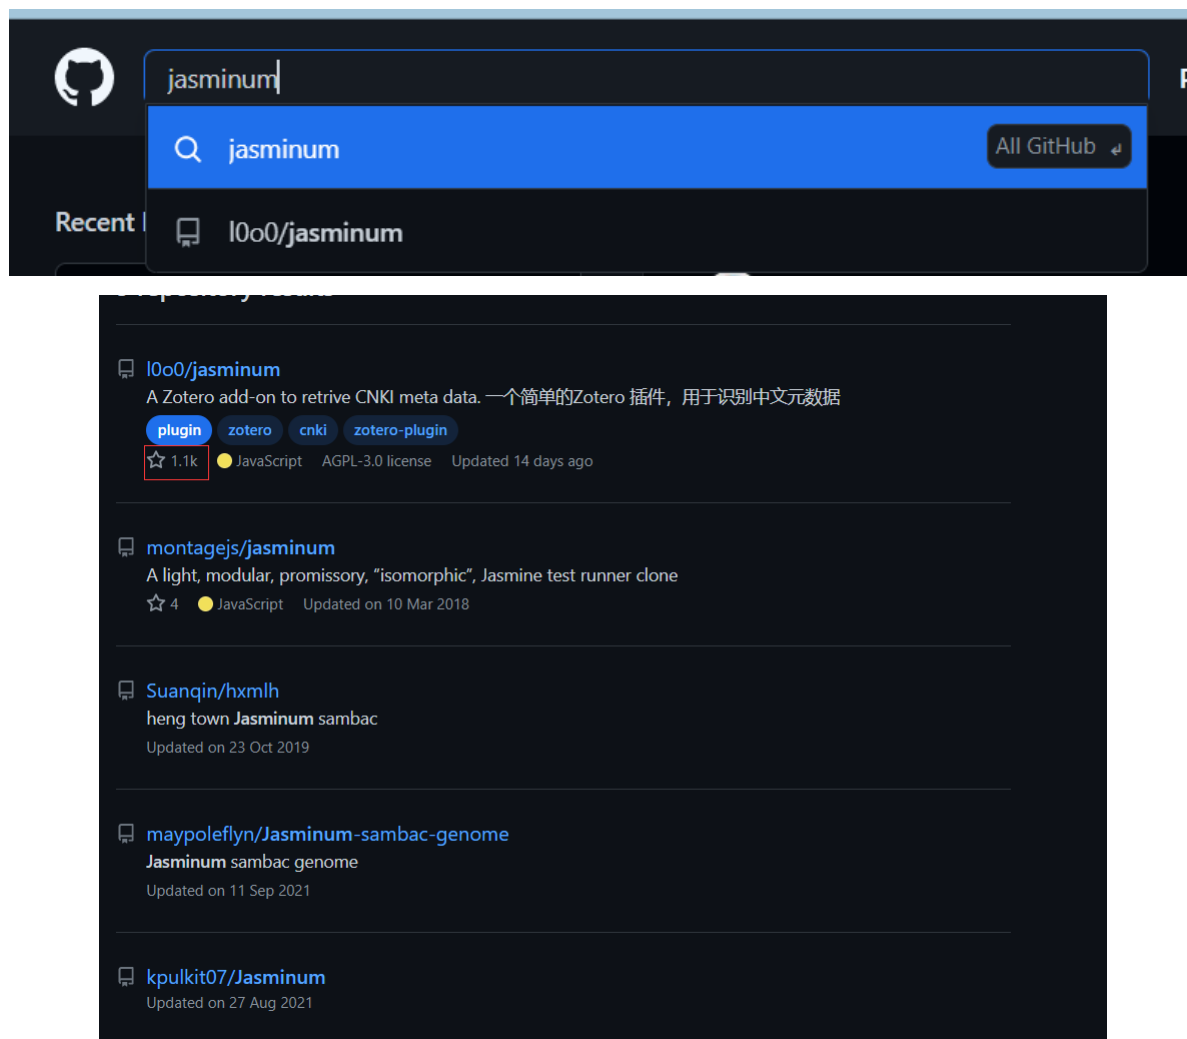 jasminum
jasminum
All GitHub
Recent
l0o0/jasminum
repository results
l0o0/jasminum
A Zotero add-on to retrive CNKI meta data. 一个简单的Zotero 插件，用于识别中文元数据
plugin zotero cnki zotero-plugin
1.1k JavaScript AGPL-3.0 license Updated 14 days ago
montagejs/jasminum
A light, modular, promissory, “isomorphic”, Jasmine test runner clone
4 JavaScript Updated on 10 Mar 2018
Suanqin/hxmlh
heng town Jasminum sambac
Updated on 23 Oct 2019
maypoleflyn/Jasminum-sambac-genome
Jasminum sambac genome
Updated on 11 Sep 2021
kpulkit07/Jasminum
Updated on 27 Aug 2021